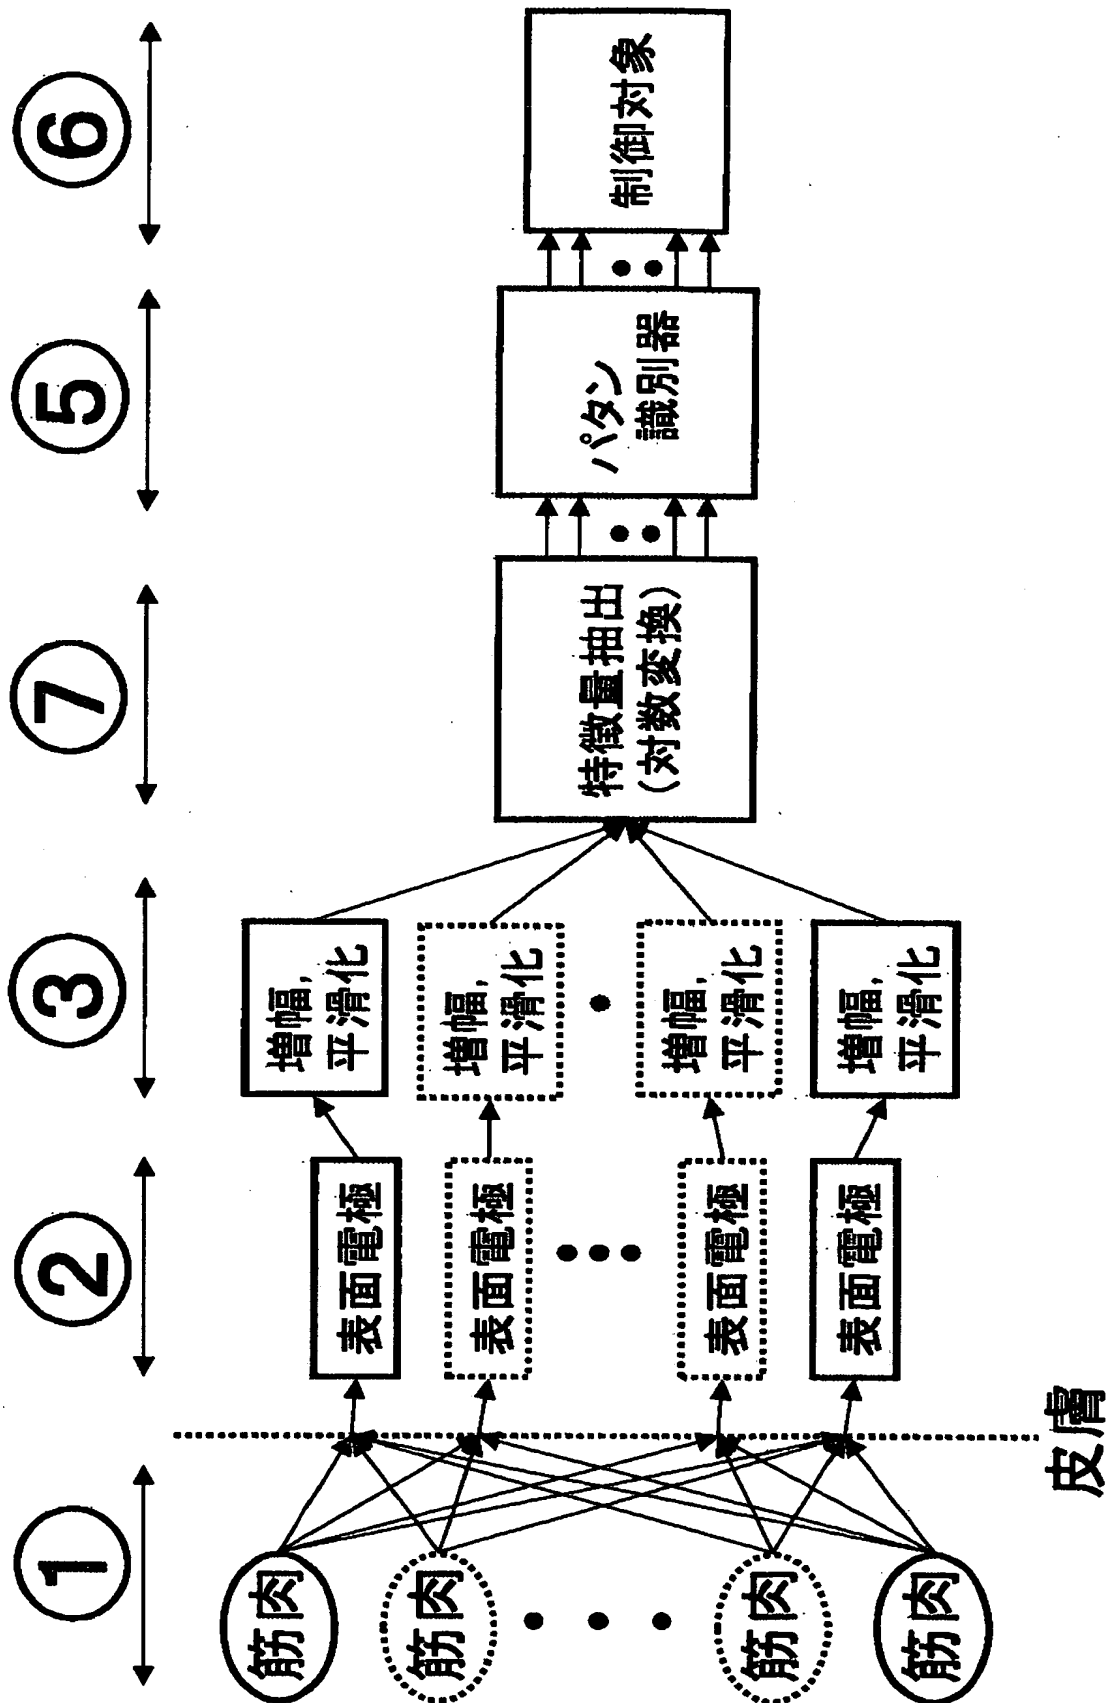 ①
②
③
⑦
⑤
⑥
筋肉
筋肉
筋肉
筋肉
皮膚
表面電極
表面電極
表面電極
表面電極
増幅,
平滑化
増幅,
平滑化
増幅,
平滑化
増幅,
平滑化
特徴量抽出
(対数変換)
パタン
識別器
制御対象